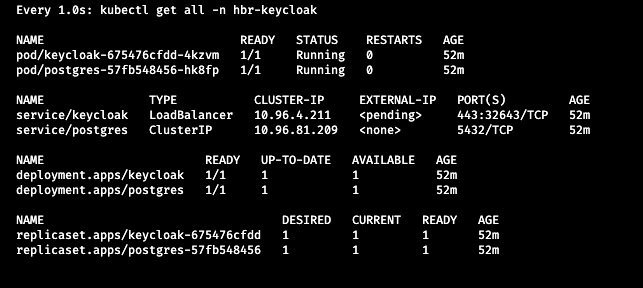 Every 1.0s: kubectl get all -n hbr-keycloak
NAME READY STATUS RESTARTS AGE
pod/keycloak-675476cfdd-4kzvm 1/1 Running 0 52m
pod/postgres-57fb548456-hk8fp 1/1 Running 0 52m
NAME TYPE CLUSTER-IP EXTERNAL-IP PORT(S) AGE
service/keycloak LoadBalancer 10.96.4.211 <pending> 443:32643/TCP 52m
service/postgres ClusterIP 10.96.81.209 <none> 5432/TCP 52m
NAME READY UP-TO-DATE AVAILABLE AGE
deployment.apps/keycloak 1/1 1 1 52m
deployment.apps/postgres 1/1 1 1 52m
NAME DESIRED CURRENT READY AGE
replicaset.apps/keycloak-675476cfdd 1 1 1 52m
replicaset.apps/postgres-57fb548456 1 1 1 52m